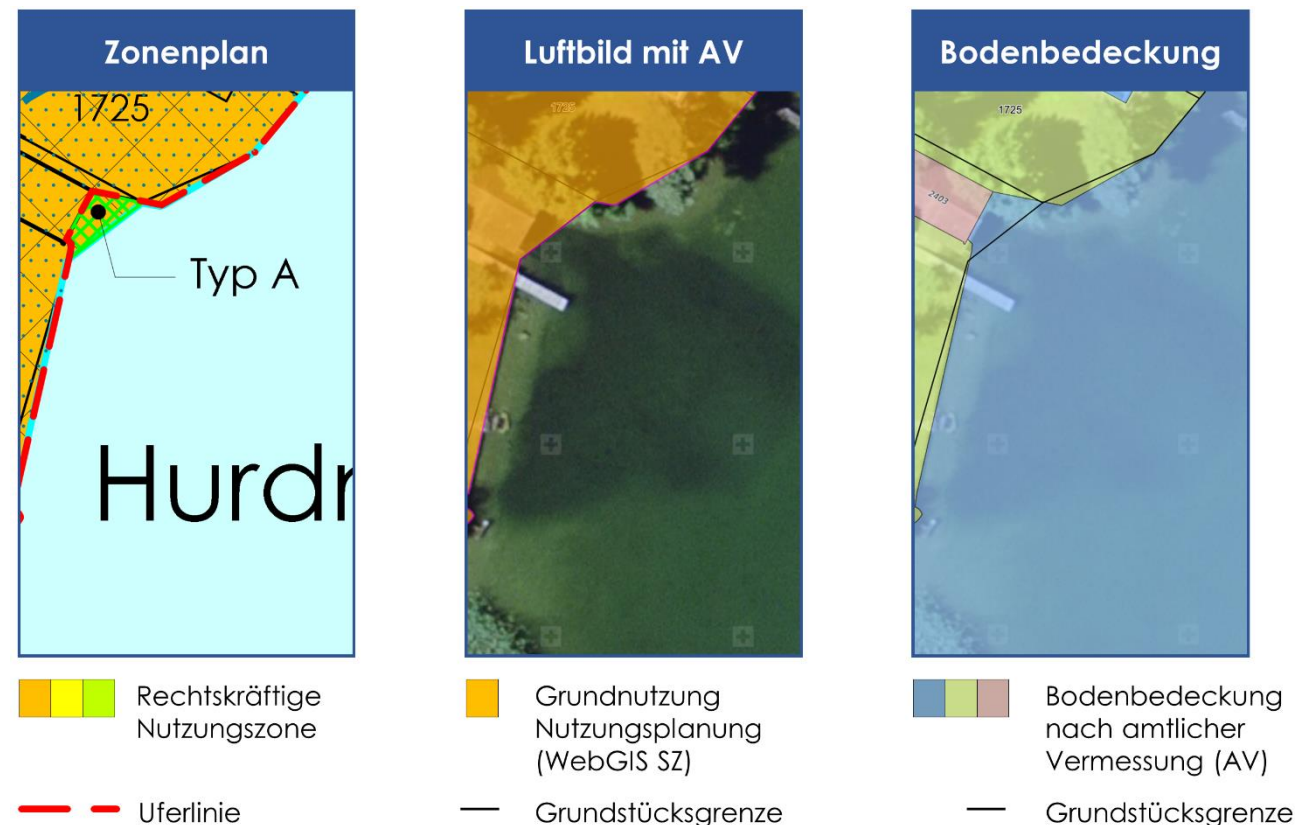 Zonenplan
1725
Typ A
Hurdn
Rechtskräftige
Nutzungszone
Uferlinie
Luftbild mit AV
1725
Grundnutzung
Nutzungsplanung
(WebGIS SZ)
Grundstücksgrenze
Bodenbedeckung
1725
2403
Bodenbedeckung
nach amtlicher
Vermessung (AV)
Grundstücksgrenze